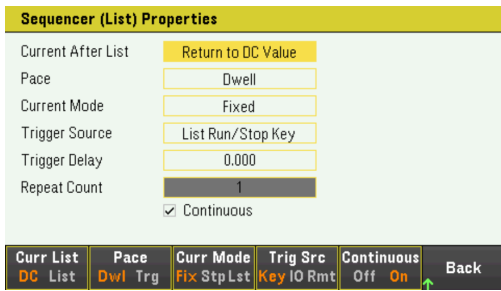 Sequencer (List) Properties
Current After List Return to DC Value
Pace Dwell
Current Mode Fixed
Trigger Source List Run/Stop Key
Trigger Delay 0.000
Repeat Count 1
Continuous
Curr List Pace Curr Mode Trig Src Continuous Back
DC List Dwl Trg Fix Stp Lst Key IO Rmt Off On